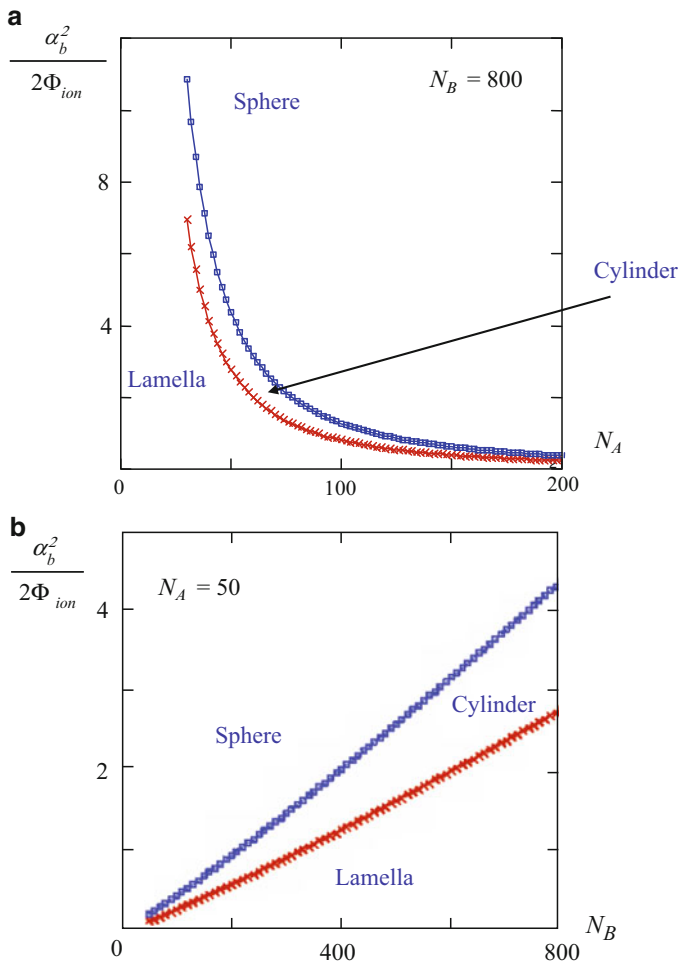 a
α_b^2
2Φ_ion
Sphere
N_B = 800
8
Cylinder
4
Lamella
N_A
0
100
200
b
α_b^2
2Φ_ion
N_A = 50
4
Cylinder
Sphere
2
Lamella
0
400
N_B
800